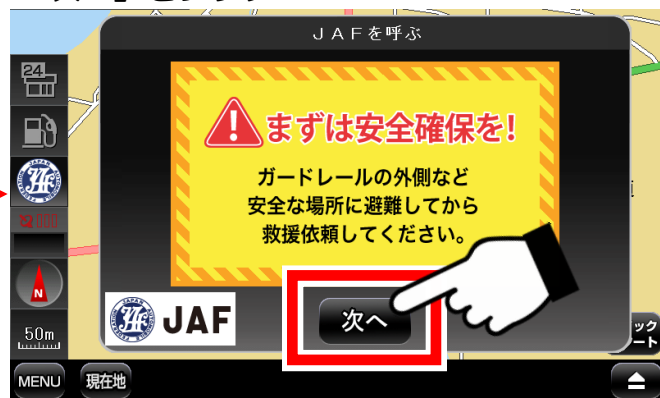 JAFを呼ぶ
24
まずは安全確保を!
ガードレールの外側など
安全な場所に避難してから
救援依頼してください。
JAF
次へ
N
50m
ック
ート
MENU
現在地